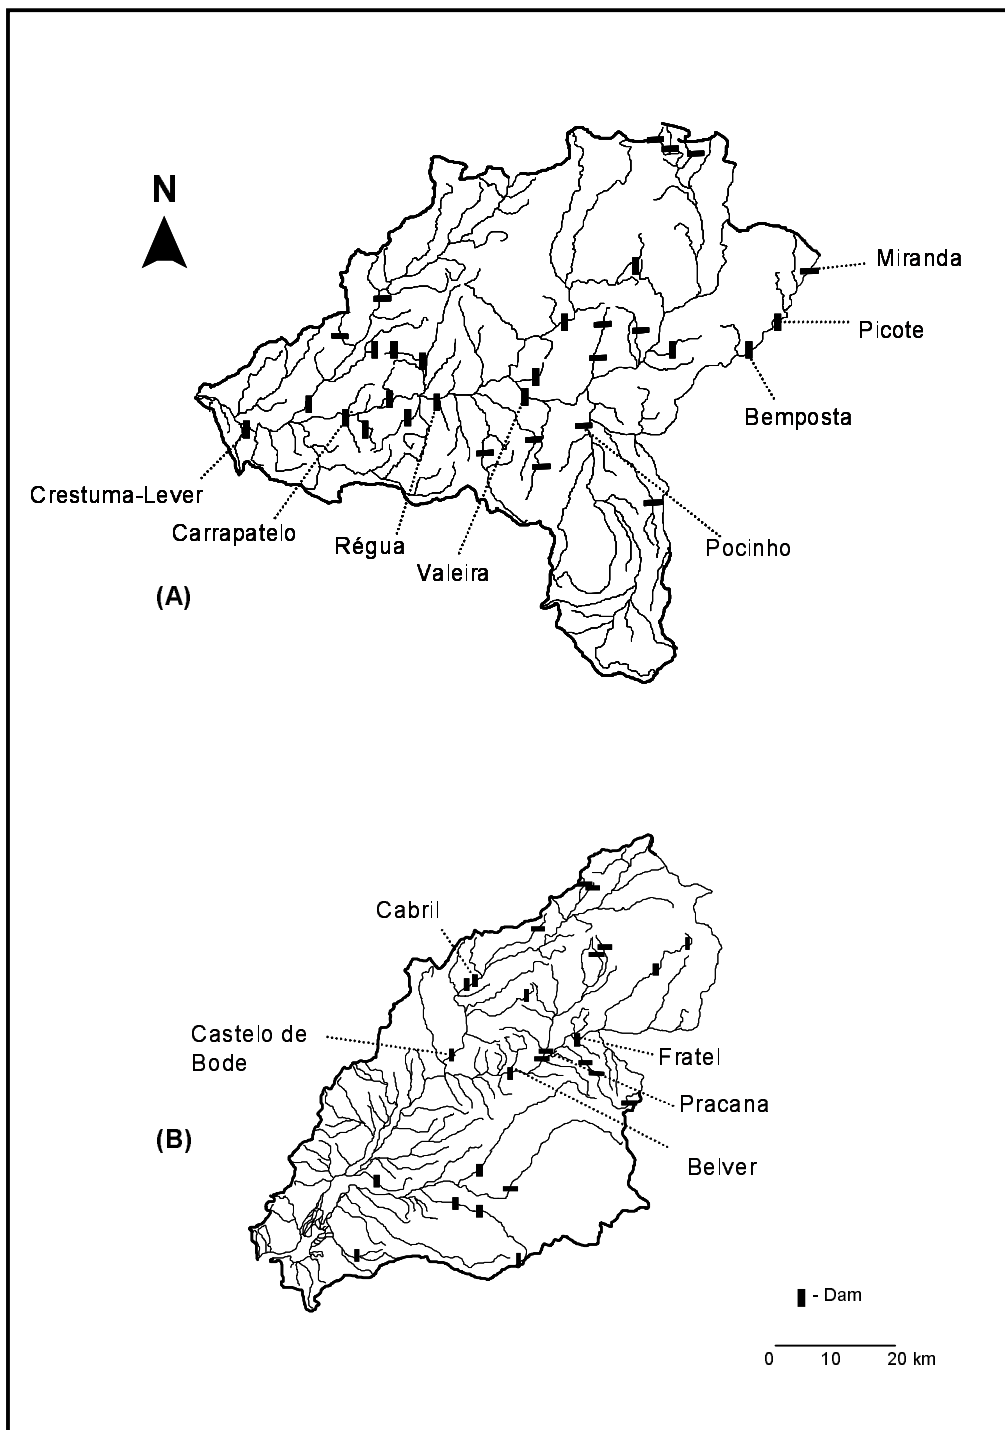 N
Miranda
Picote
Bemposta
Crestuma-Lever
Carrapatelo
Régua
Valeira
Pocinho
(A)
Cabril
Castelo de
Bode
Fratel
Pracana
(B)
Belver
- Dam
0 10 20 km